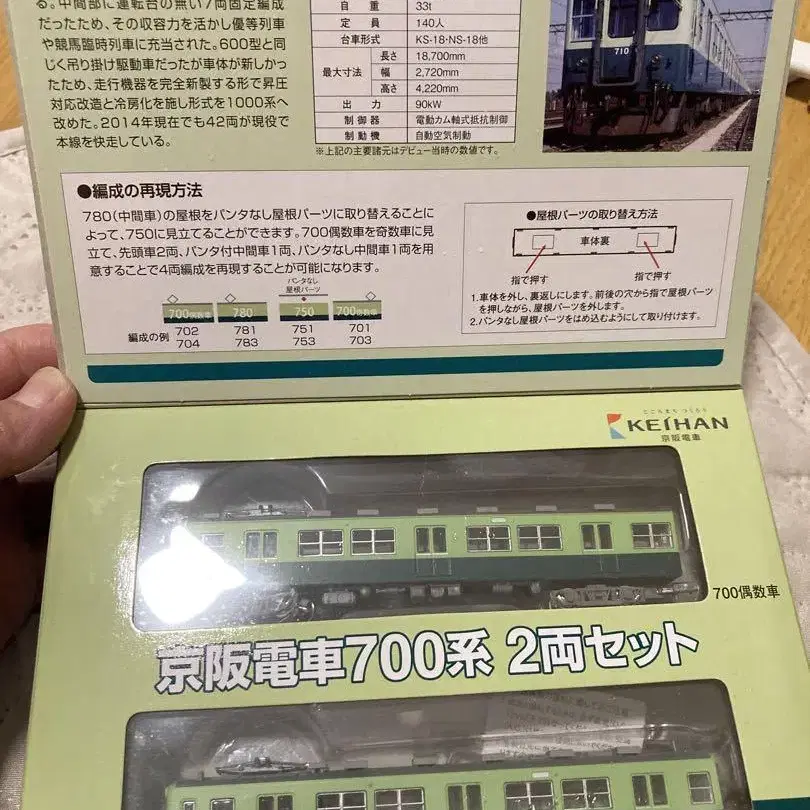 る。中間部に運転台の無い7両固定編成
だったため、その収容力を活かし優等列車
や競馬臨時列車に充当された。600型と同
じく吊り掛け駆動車だったが車体が新しかっ
たため、走行機器を完全新製する形で昇圧
対応改造と冷房化を施し形式を1000系へ
改めた。2014年現在でも42両が現役で
本線を快走している。
自 重 33t
定 員 140人
台車形式 KS-18・NS-18他
最大寸法 長さ 18,700mm
幅 2,720mm
高さ 4,220mm
出 力 90kW
制 御 器 電動カム軸式抵抗制御
制 動 機 自動空気制動
※上記の主要諸元はデビュー当時の数値です。
710
●編成の再現方法
780(中間車)の屋根をパンタなし屋根パーツに取り替えることに
よって、750に見立てることができます。700偶数車を奇数車に見
立て、先頭車2両、パンタ付中間車1両、パンタなし中間車1両を用
意することで4両編成を再現することが可能になります。
パンタなし
屋根パーツ
700偶数車 780 750 700奇数車
編成の例 702 781 751 701
704 783 753 703
●屋根パーツの取り替え方法
車体裏
指で押す 指で押す
1.車体を外し、裏返しにします。前後の穴から指で屋根パーツ
を押しながら、屋根パーツを外します。
2.パンタなし屋根パーツをはめ込むようにして取り付けます。
こころまち つくろう
KEIHAN
京阪電車
700偶数車
京阪電車700系 2両セット